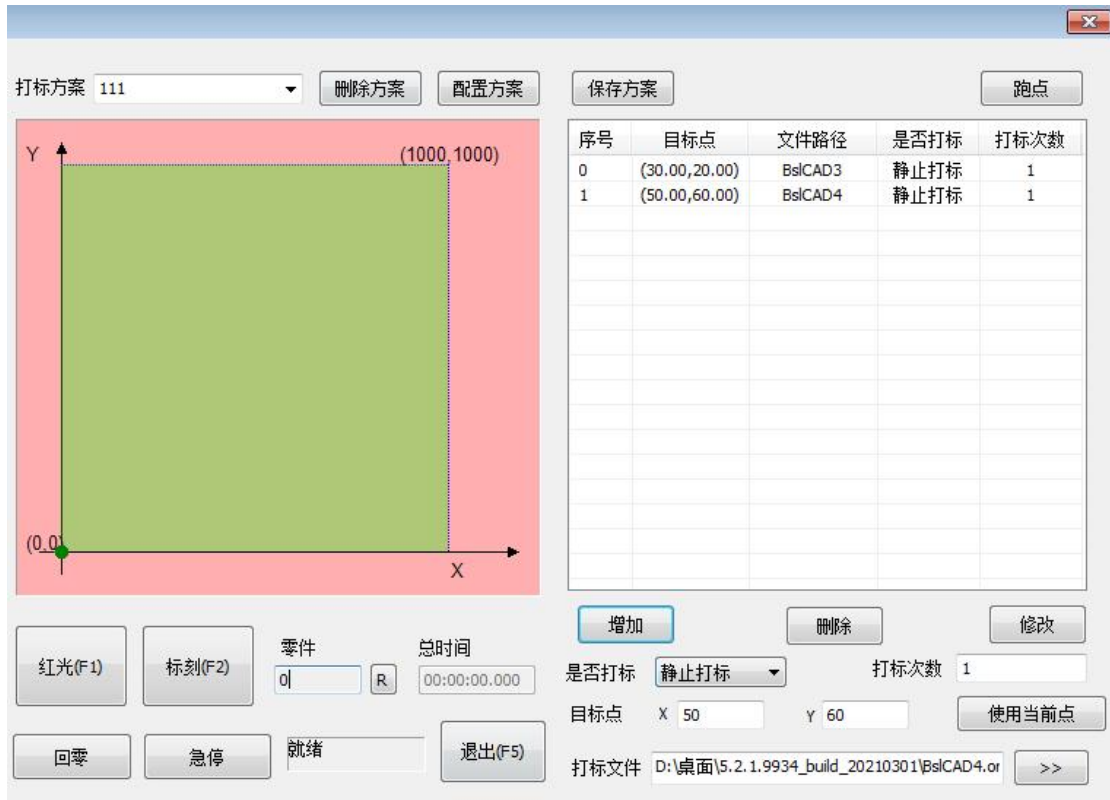 打标方案 111 删除方案 配置方案 保存方案 跑点
Y (1000,1000)
(0,0)
X
序号 目标点 文件路径 是否打标 打标次数
0 (30.00,20.00) BslCAD3 静止打标 1
1 (50.00,60.00) BslCAD4 静止打标 1
增加 删除 修改
红光(F1) 标刻(F2) 零件 总时间
0 R 00:00:00.000
是否打标 静止打标 打标次数 1
目标点 X 50 Y 60 使用当前点
回零 急停 就绪 退出(F5)
打标文件 D:\桌面\5.2.1.9934_build_20210301\BslCAD4.or >>